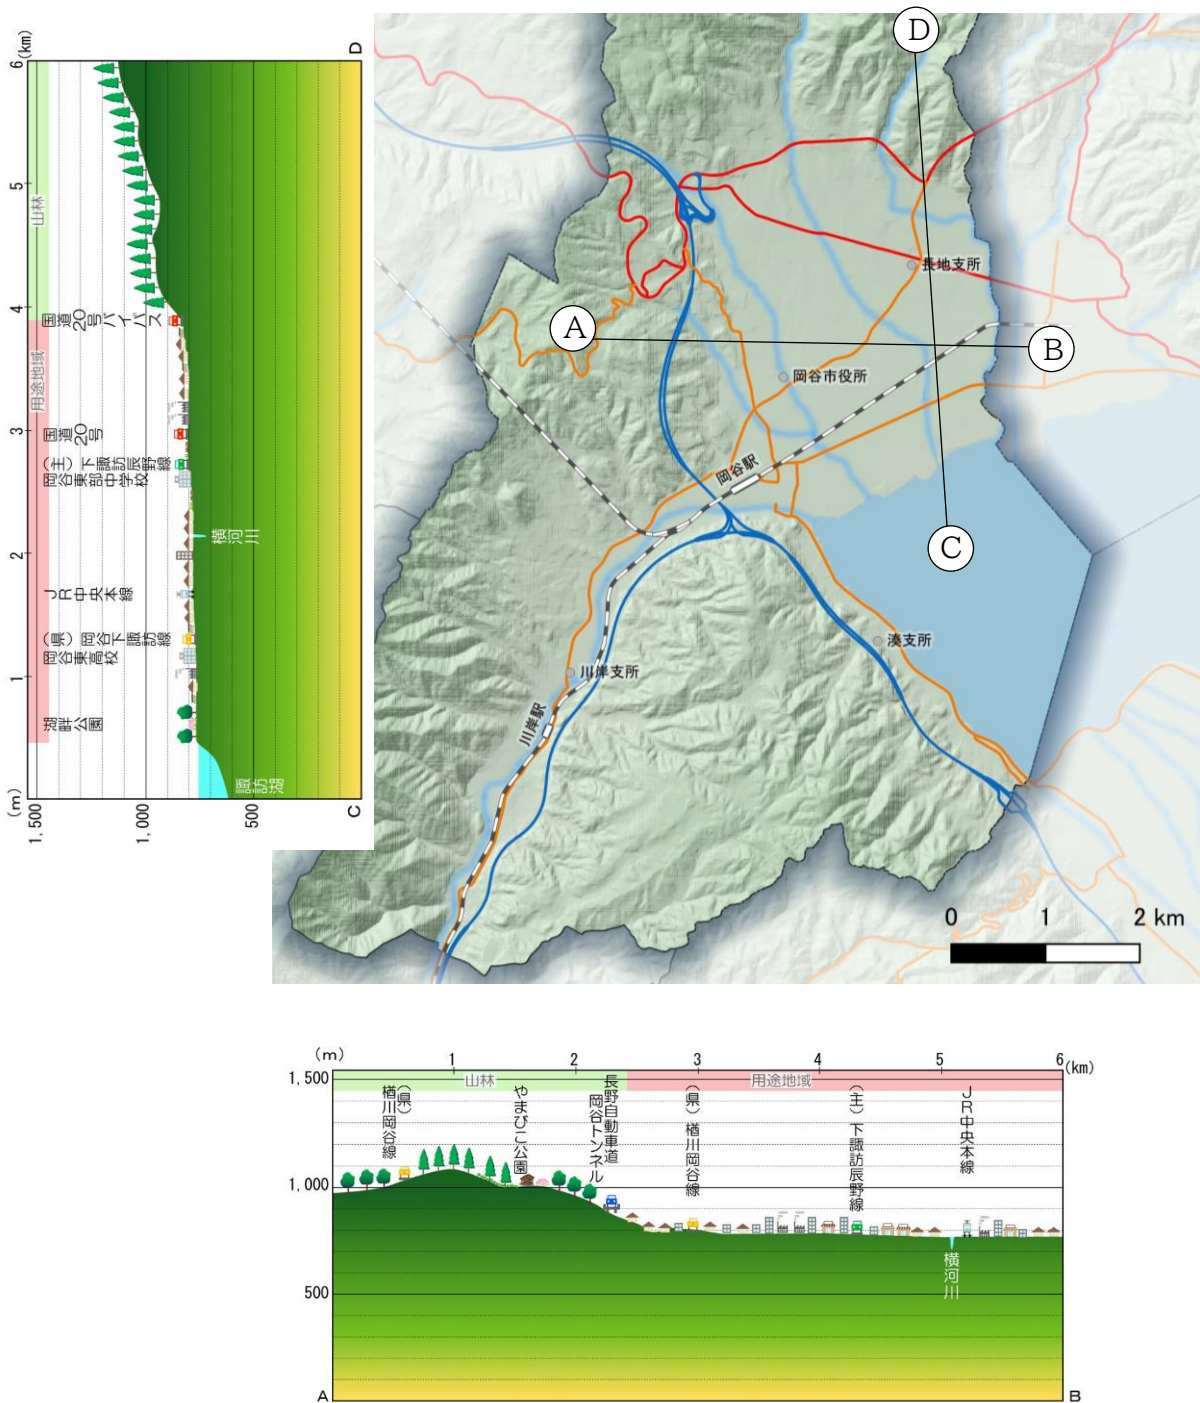 D
A
B
C
長地支所
岡谷市役所
岡谷駅
湊支所
川岸支所
川岸駅
0 1 2 km
(km)
6
5
4
3
2
1
(m)
1,500
1,000
500
D
C
山林
用途地域
国道20号バイパス
国道20号
(主)下諏訪辰野線
岡谷東部中学校
横河川
JR中央本線
(県)岡谷下諏訪線
岡谷東高校
湖畔公園
諏訪湖
(m)
1 2 3 4 5 6
(km)
1,500
1,000
500
山林
用途地域
(県)
楢川岡谷線
やまびこ公園
長野自動車道
岡谷トンネル
(県)楢川岡谷線
(主)下諏訪辰野線
JR中央本線
横河川
A
B